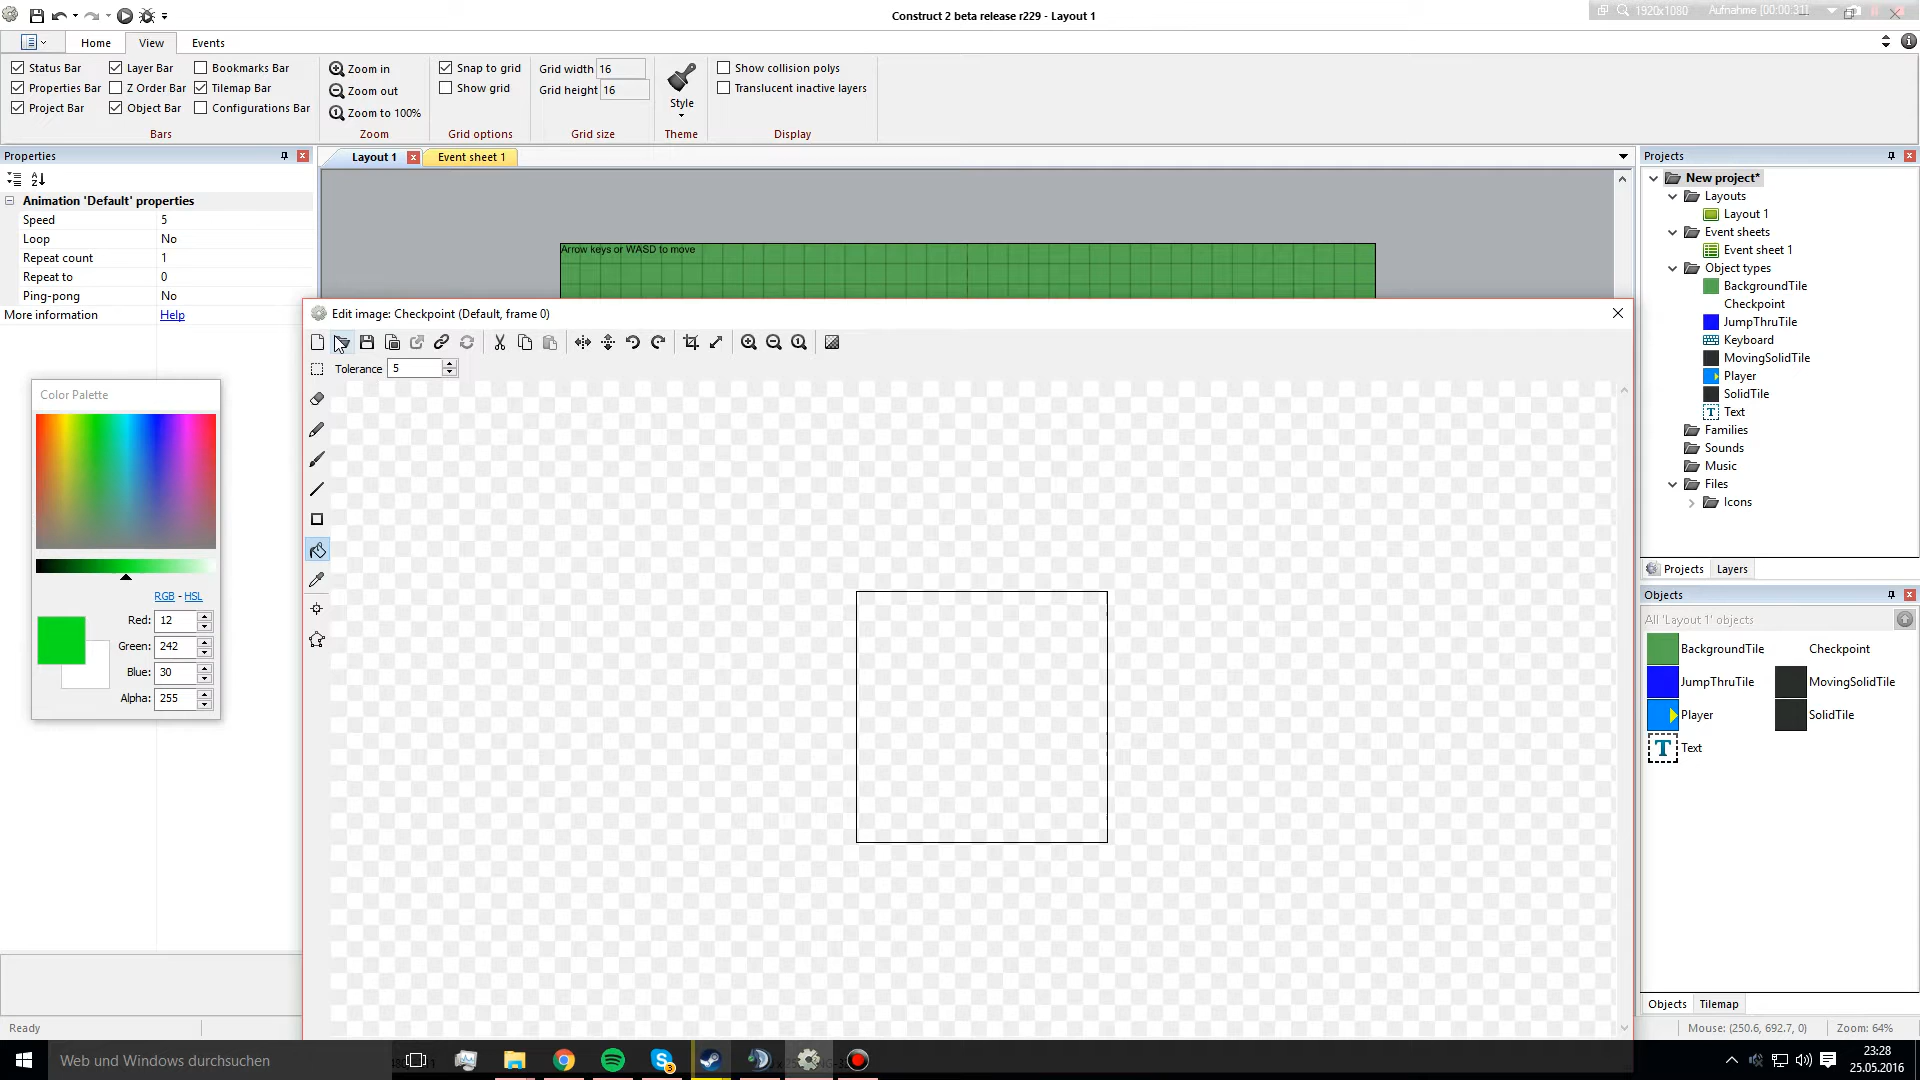 Construct 2 beta release r229 - Layout 1
1920x1080
Aufnahme [00:00:31]
Home
View
Events
Status Bar
Layer Bar
Bookmarks Bar
Zoom in
Snap to grid
Grid width 16
Show collision polys
Properties Bar
Z Order Bar
Tilemap Bar
Zoom out
Show grid
Grid height 16
Style
Translucent inactive layers
Project Bar
Object Bar
Configurations Bar
Zoom to 100%
Bars
Zoom
Grid options
Grid size
Theme
Display
Properties
Animation 'Default' properties
Speed 5
Loop No
Repeat count 1
Repeat to 0
Ping-pong No
More information Help
Layout 1
Event sheet 1
Arrow keys or WASD to move
Edit image: Checkpoint (Default, frame 0)
Tolerance 5
Color Palette
RGB - HSL
Red: 12
Green: 242
Blue: 30
Alpha: 255
Projects
New project*
Layouts
Layout 1
Event sheets
Event sheet 1
Object types
BackgroundTile
Checkpoint
JumpThruTile
Keyboard
MovingSolidTile
Player
SolidTile
Text
Families
Sounds
Music
Files
Icons
Projects
Layers
Objects
All 'Layout 1' objects
BackgroundTile
Checkpoint
JumpThruTile
MovingSolidTile
Player
SolidTile
T Text
Objects
Tilemap
Ready
Mouse: (250.6, 692.7, 0)
Zoom: 64%
Web und Windows durchsuchen
3
23:28
25.05.2016